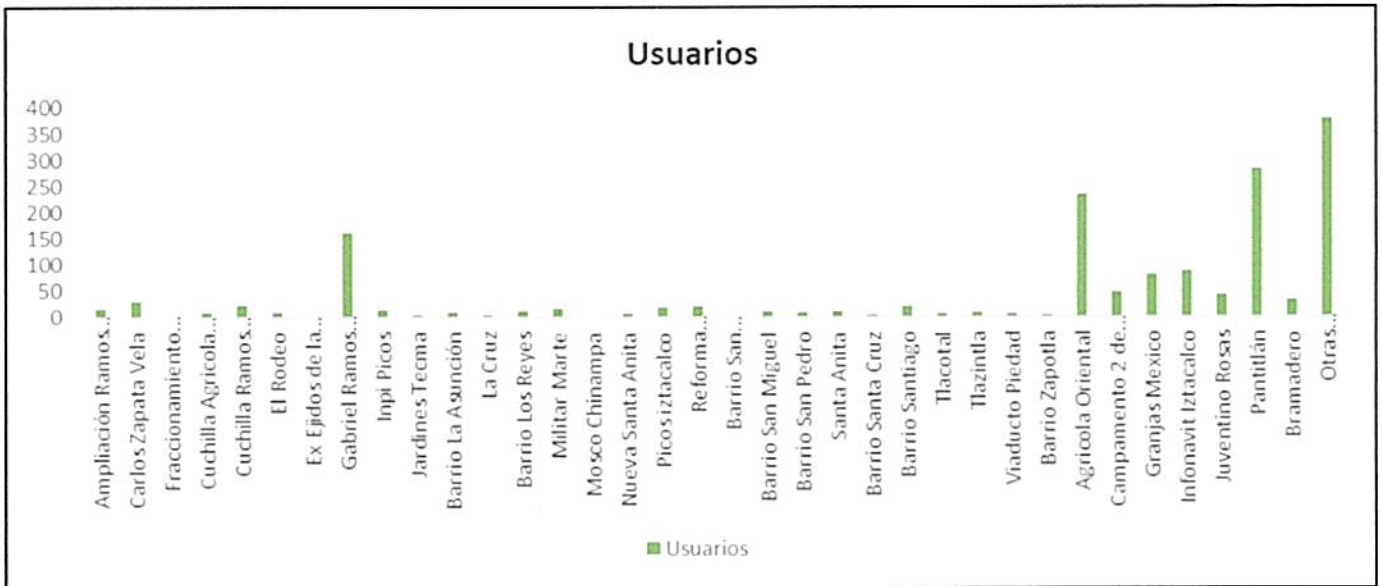 Usuarios
400
350
300
250
200
150
100
50
0
Ampliación Ramos...
Carlos Zapata Vela
Fraccionamiento...
Cuchilla Agricola...
Cuchilla Ramos...
El Rodeo
Ex Ejidos de la...
Gabriel Ramos...
Inpi Picos
Jardines Tecma
Barrio La Asunción
La Cruz
Barrio Los Reyes
Militar Marte
Mosco Chinampa
Nueva Santa Anita
Picos iztacalco
Reforma...
Barrio San...
Barrio San Miguel
Barrio San Pedro
Santa Anita
Barrio Santa Cruz
Barrio Santiago
Tlacotal
Tlazintla
Viaducto Piedad
Barrio Zapotla
Agricola Oriental
Campamento 2 de...
Granjas Mexico
Infonavit Iztacalco
Juventino Rosas
Pantitlán
Bramadero
Otras...
Usuarios